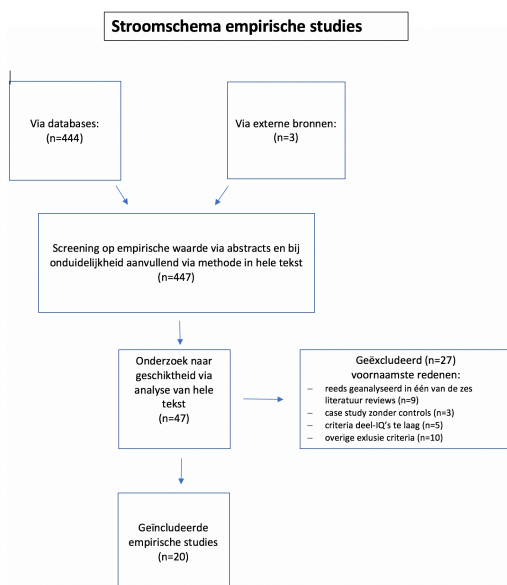 Stroomschema empirische studies
Via databases:
(n=444)
Via externe bronnen:
(n=3)
Screening op empirische waarde via abstracts en bij
onduidelijkheid aanvullend via methode in hele tekst
(n=447)
Onderzoek naar
geschiktheid via
analyse van hele
tekst
(n=47)
Geëxcludeerd (n=27)
voornaamste redenen:
– reeds geanalyseerd in één van de zes
literatuur reviews (n=9)
– case study zonder controls (n=3)
– criteria deel-IQ's te laag (n=5)
– overige exlusie criteria (n=10)
Geïncludeerde
empirische studies
(n=20)